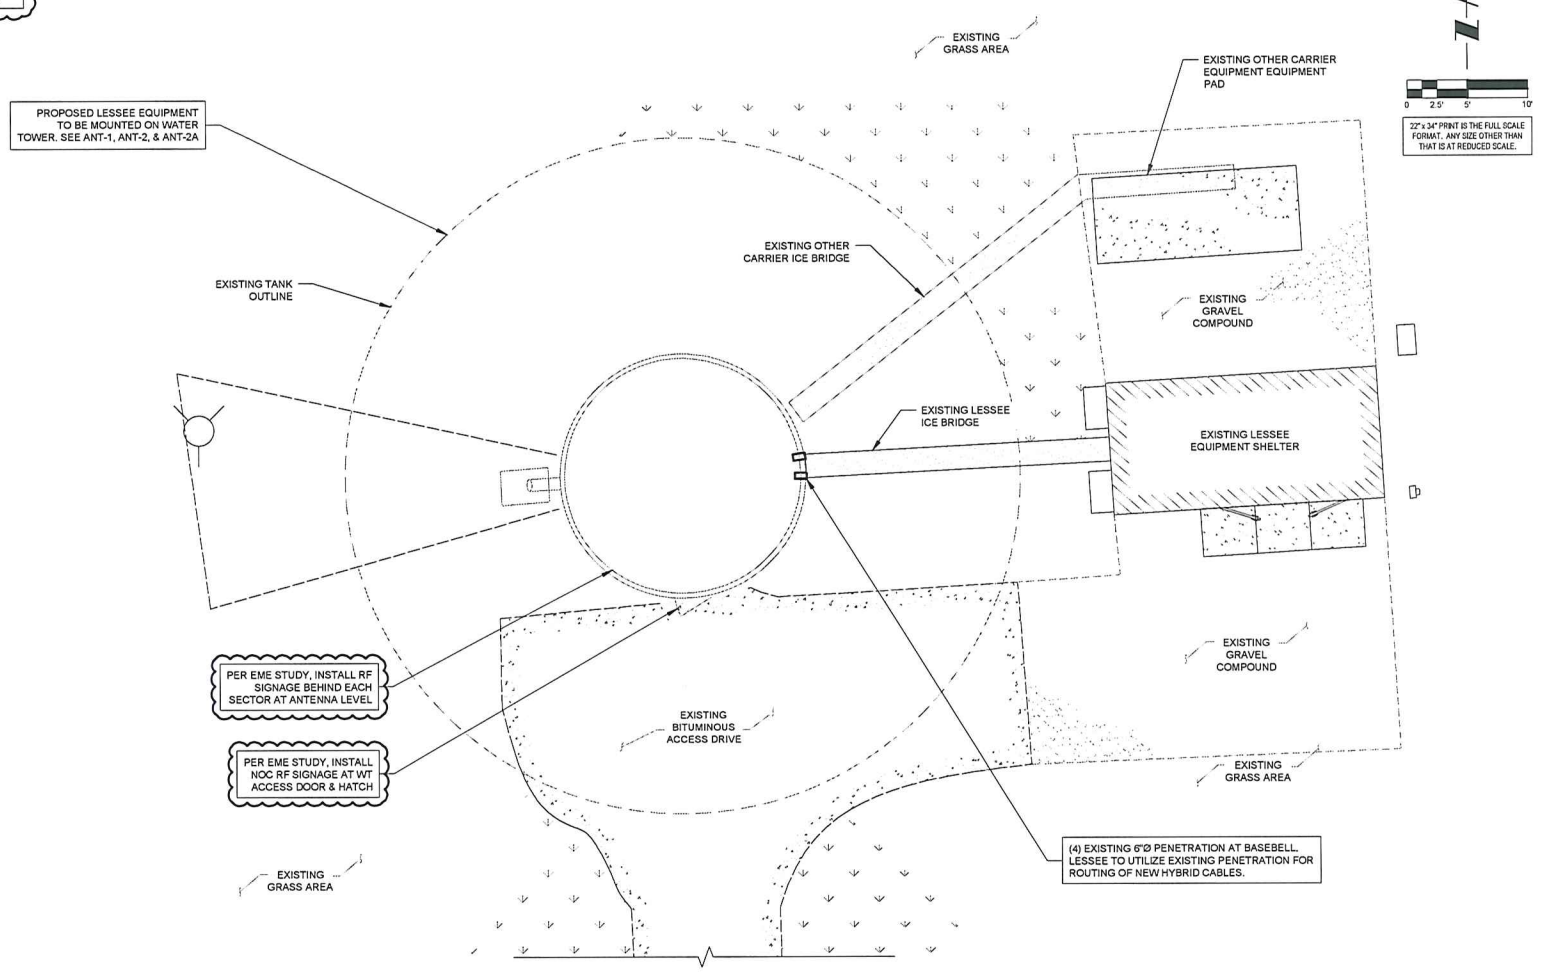 EXISTING
GRASS AREA
EXISTING OTHER CARRIER
EQUIPMENT EQUIPMENT
PAD
0 2.5' 5' 10'
22" x 34" PRINT IS THE FULL SCALE
FORMAT. ANY SIZE OTHER THAN
THAT IS AT REDUCED SCALE.
PROPOSED LESSEE EQUIPMENT
TO BE MOUNTED ON WATER
TOWER. SEE ANT-1, ANT-2, & ANT-2A
EXISTING OTHER
CARRIER ICE BRIDGE
EXISTING TANK
OUTLINE
EXISTING
GRAVEL
COMPOUND
EXISTING LESSEE
ICE BRIDGE
EXISTING LESSEE
EQUIPMENT SHELTER
PER EME STUDY, INSTALL RF
SIGNAGE BEHIND EACH
SECTOR AT ANTENNA LEVEL
EXISTING
GRAVEL
COMPOUND
EXISTING
BITUMINOUS
ACCESS DRIVE
PER EME STUDY, INSTALL
NOC RF SIGNAGE AT WT
ACCESS DOOR & HATCH
EXISTING
GRASS AREA
(4) EXISTING 6"Ø PENETRATION AT BASEBELL.
LESSEE TO UTILIZE EXISTING PENETRATION FOR
ROUTING OF NEW HYBRID CABLES.
EXISTING
GRASS AREA